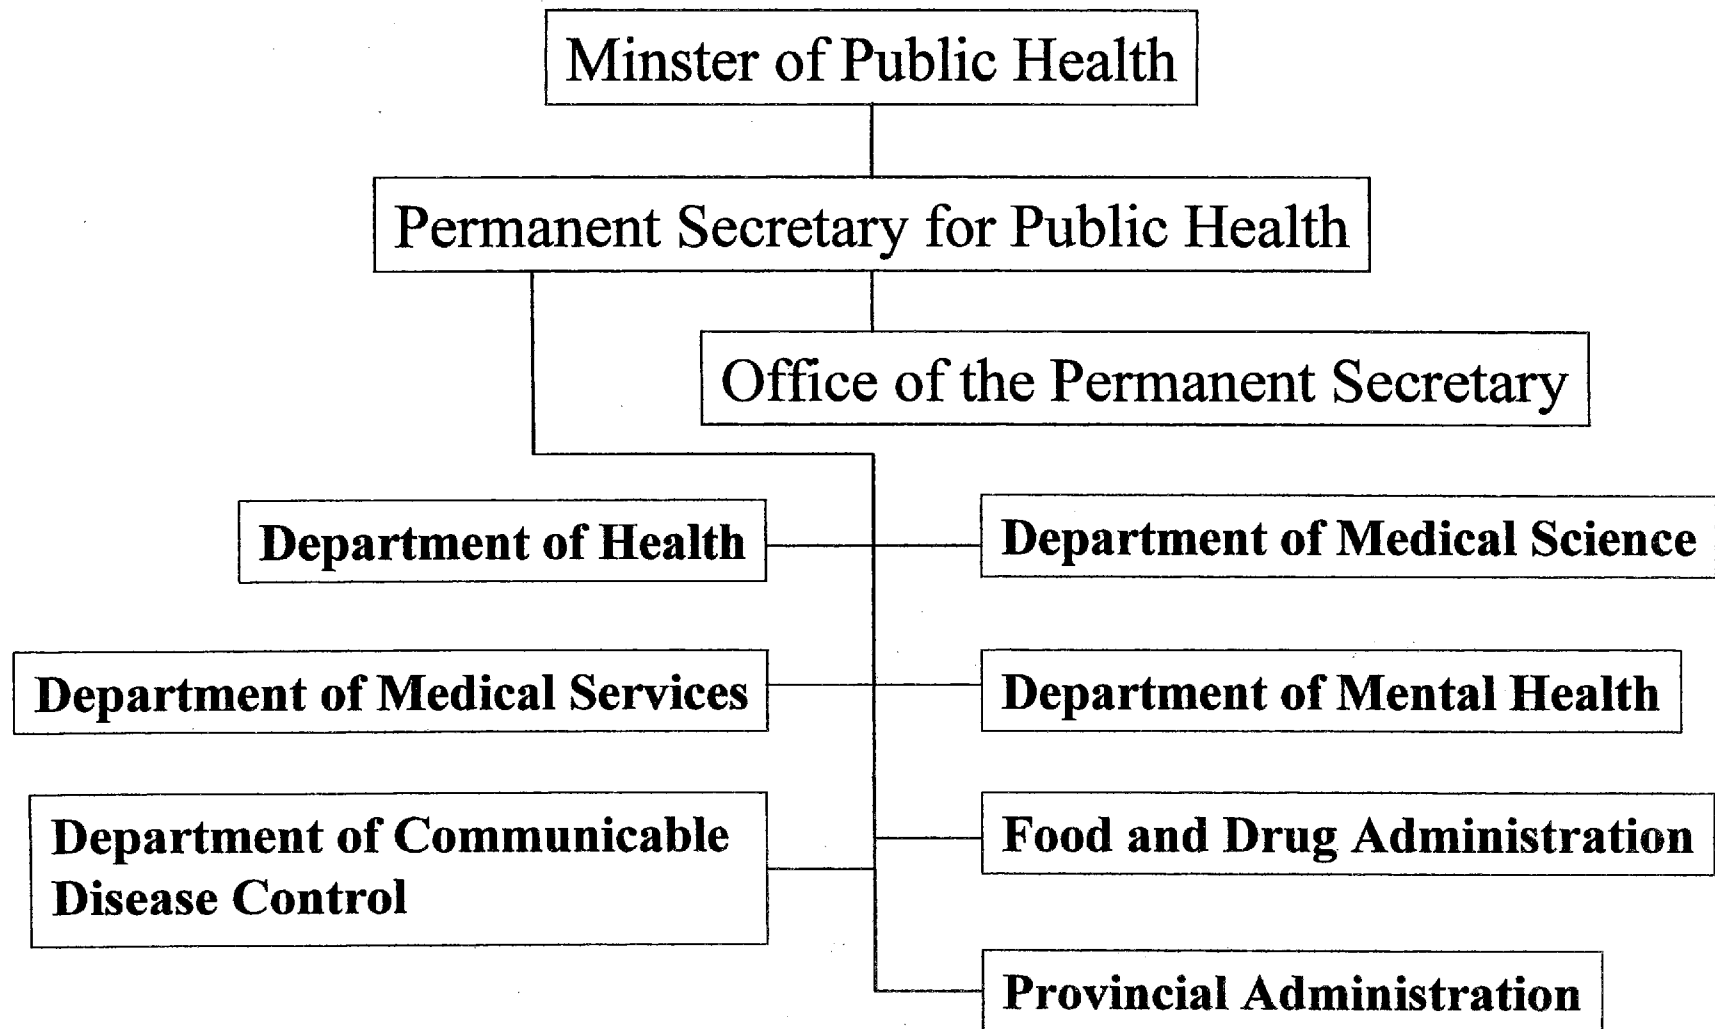 Minster of Public Health
Permanent Secretary for Public Health
Office of the Permanent Secretary
Department of Health
Department of Medical Science
Department of Medical Services
Department of Mental Health
Department of Communicable
Disease Control
Food and Drug Administration
Provincial Administration